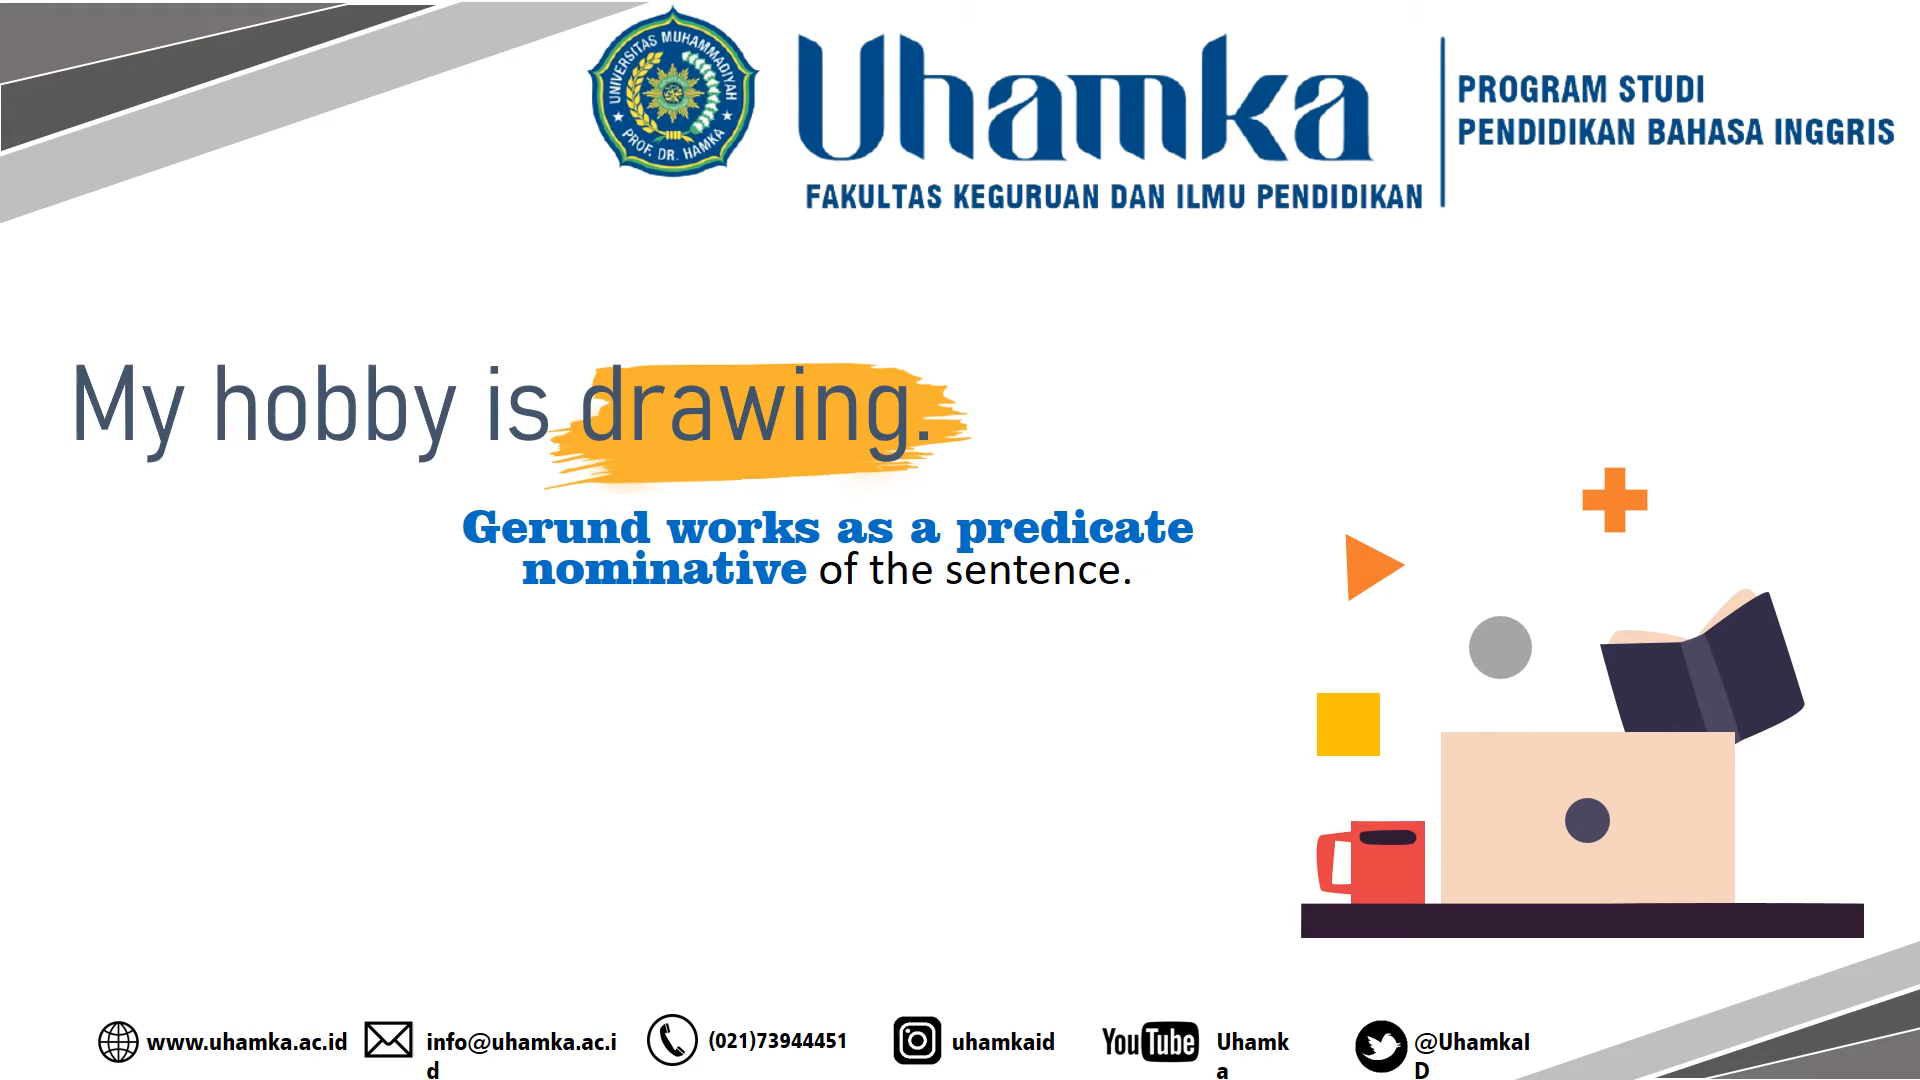 UNIVERSITAS MUHAMMADIYAH
PROF. DR. HAMKA
Uhamka
FAKULTAS KEGURUAN DAN ILMU PENDIDIKAN
PROGRAM STUDI
PENDIDIKAN BAHASA INGGRIS
My hobby is drawing.
Gerund works as a predicate
nominative of the sentence.
www.uhamka.ac.id
info@uhamka.ac.i
d
(021)73944451
uhamkaid
YouTube
Uhamk
a
@UhamkaI
D